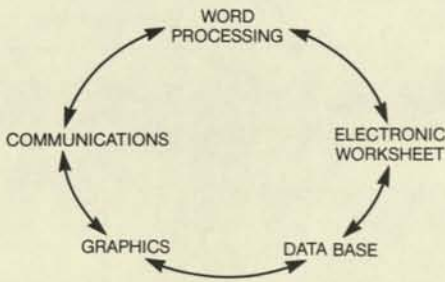 WORD
PROCESSING
COMMUNICATIONS
ELECTRONIC
WORKSHEET
GRAPHICS
DATA BASE